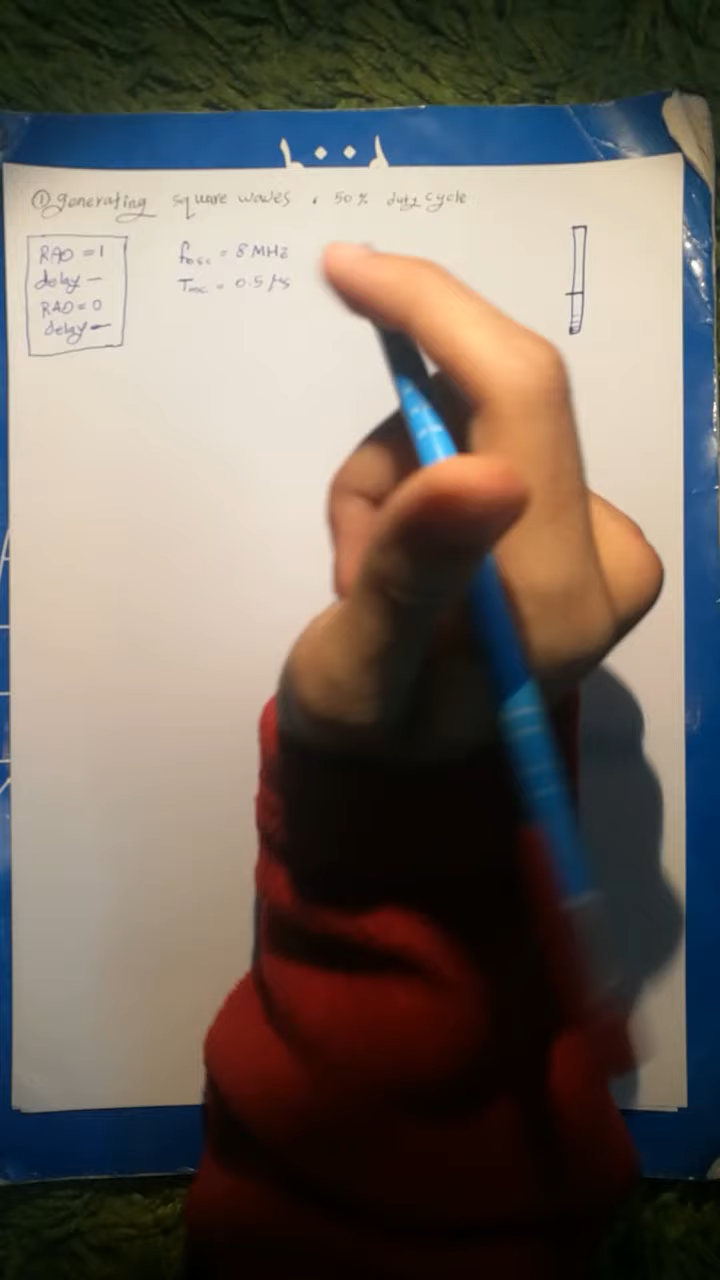 ① generating square waves, 50% duty cycle
RA0 = 1
delay —
RA0 = 0
delay —
fosc = 8 MHz
Tosc = 0.5 μs